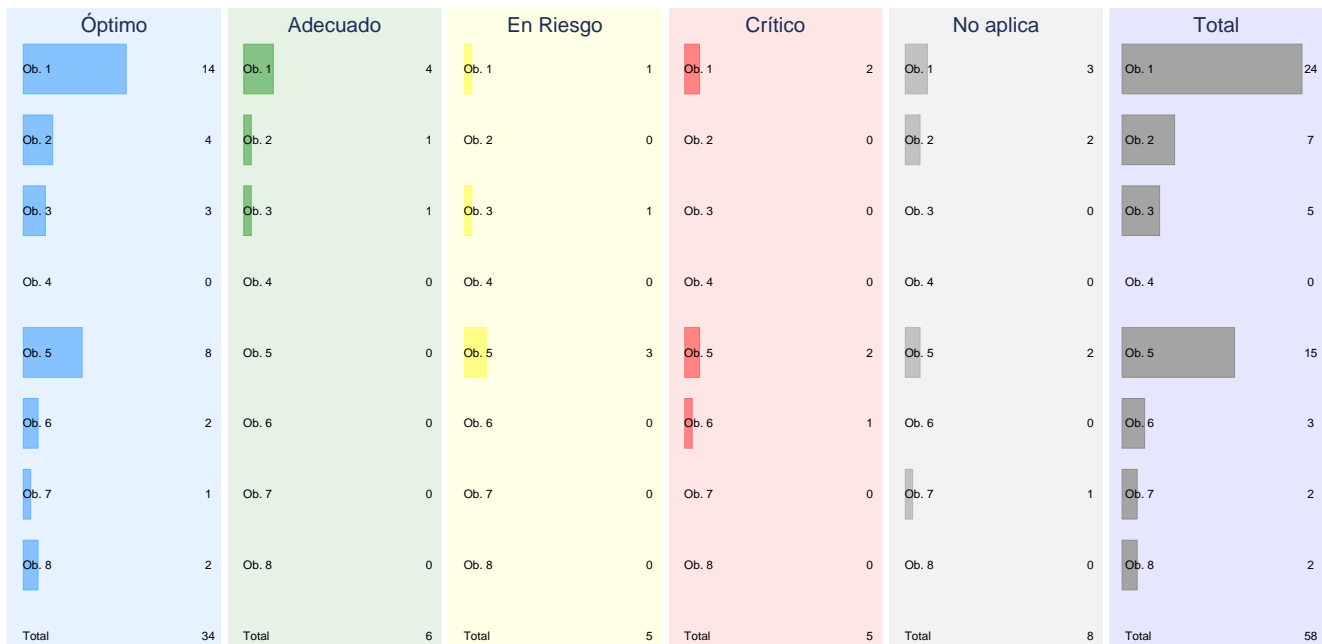 Óptimo Adecuado En Riesgo Crítico No aplica Total
Ob. 1 14 Ob. 1 4 Ob. 1 1 Ob. 1 2 Ob. 1 3 Ob. 1 24
Ob. 2 4 Ob. 2 1 Ob. 2 0 Ob. 2 0 Ob. 2 2 Ob. 2 7
Ob. 3 3 Ob. 3 1 Ob. 3 1 Ob. 3 0 Ob. 3 0 Ob. 3 5
Ob. 4 0 Ob. 4 0 Ob. 4 0 Ob. 4 0 Ob. 4 0 Ob. 4 0
Ob. 5 8 Ob. 5 0 Ob. 5 3 Ob. 5 2 Ob. 5 2 Ob. 5 15
Ob. 6 2 Ob. 6 0 Ob. 6 0 Ob. 6 1 Ob. 6 0 Ob. 6 3
Ob. 7 1 Ob. 7 0 Ob. 7 0 Ob. 7 0 Ob. 7 1 Ob. 7 2
Ob. 8 2 Ob. 8 0 Ob. 8 0 Ob. 8 0 Ob. 8 0 Ob. 8 2
Total 34 Total 6 Total 5 Total 5 Total 8 Total 58